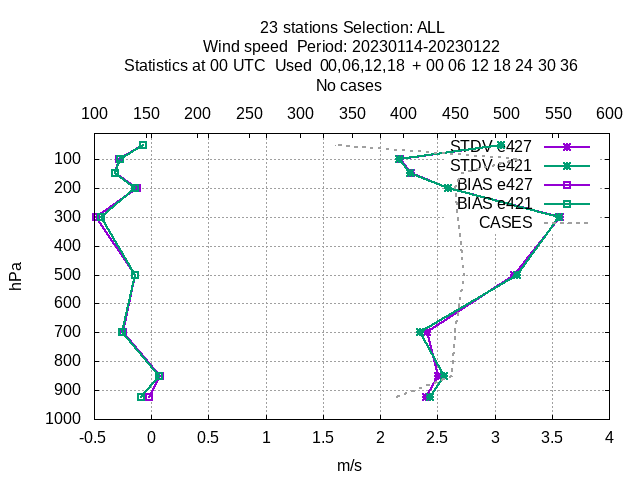 23 stations Selection: ALL
Wind speed  Period: 20230114-20230122
Statistics at 00 UTC  Used  00,06,12,18  + 00 06 12 18 24 30 36
No cases
100 150 200 250 300 350 400 450 500 550 600
STDV e427
STDV e421
BIAS e427
BIAS e421
CASES
100
200
300
400
500
600
700
800
900
1000
hPa
-0.5 0 0.5 1 1.5 2 2.5 3 3.5 4
m/s